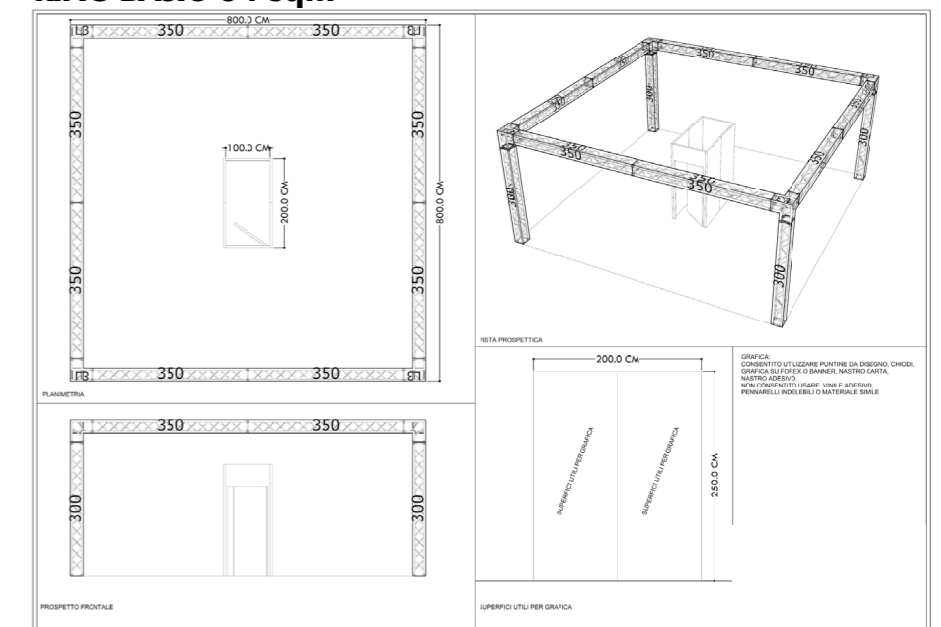 800.0 CM
350
350
350
350
100.0 CM
200.0 CM
800.0 CM
350
350
350
350
PLANIMETRIA
350
350
300
300
PROSPETTO FRONTALE
350
350
300
350
300
350
350
300
300
VISTA PROSPETTICA
200.0 CM
SUPERFICI UTILI PER GRAFICA
SUPERFICI UTILI PER GRAFICA
250.0 CM
SUPERFICI UTILI PER GRAFICA
GRAFICA:
CONSENTITO UTLIZZARE PUNTINE DA DISEGNO, CHIODI,
GRAFICA SU FOREX O BANNER, NASTRO CARTA,
NASTRO ADESIVO.
NON CONSENTITO USARE VINILE ADESIVO,
PENNARELLI INDELEBILI O MATERIALE SIMILE